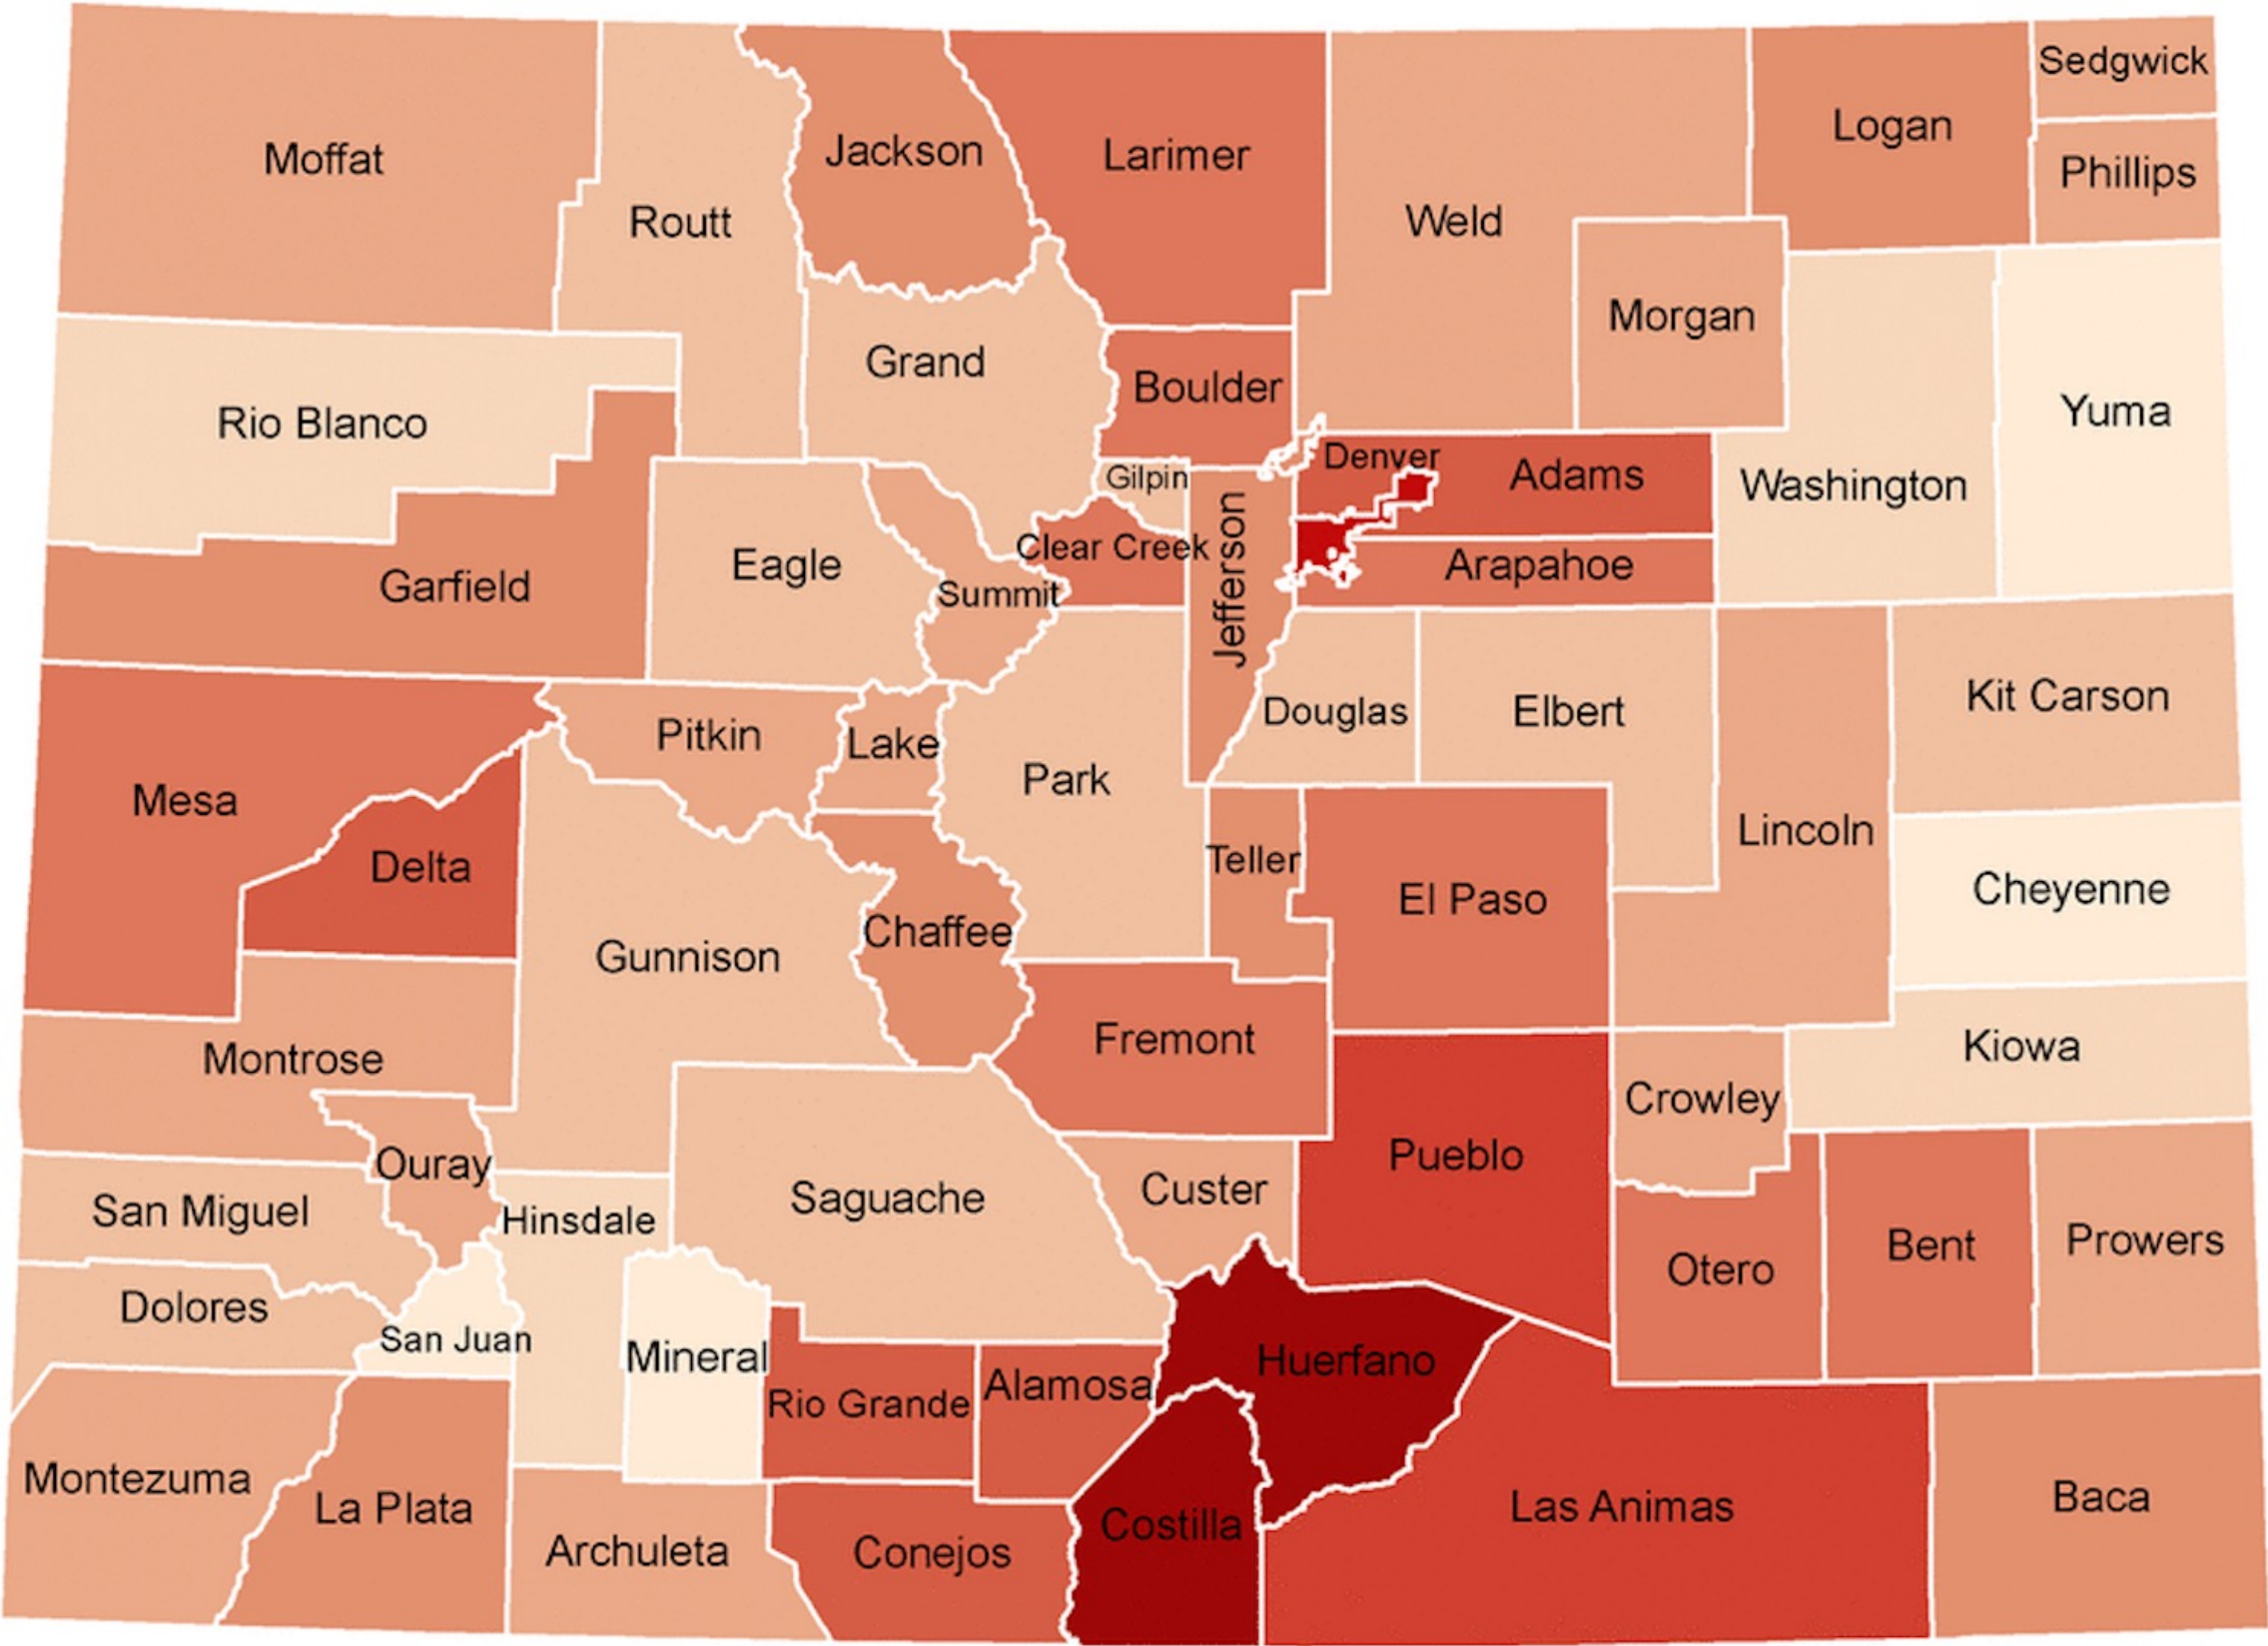 Sedgwick
Logan
Moffat
Jackson
Larimer
Phillips
Routt
Weld
Morgan
Grand
Boulder
Rio Blanco
Yuma
Denver
Adams
Gilpin
Washington
Clear Creek
Jefferson
Arapahoe
Eagle
Garfield
Summit
Kit Carson
Douglas
Elbert
Pitkin
Lake
Park
Mesa
Lincoln
Teller
Delta
Cheyenne
El Paso
Chaffee
Gunnison
Fremont
Kiowa
Montrose
Crowley
Pueblo
Ouray
Custer
Saguache
San Miguel
Hinsdale
Prowers
Bent
Otero
Dolores
San Juan
Mineral
Huerfano
Alamosa
Rio Grande
Montezuma
Baca
La Plata
Las Animas
Costilla
Archuleta
Conejos